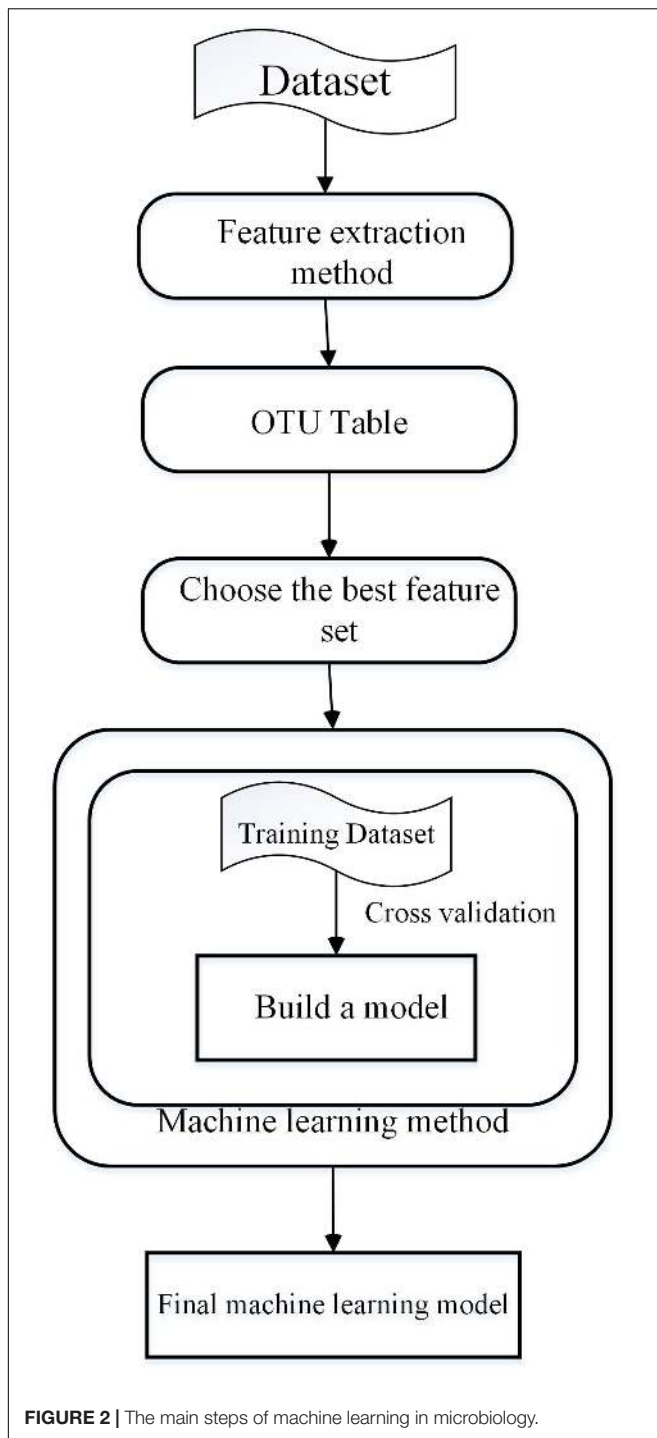 Dataset
Feature extraction
method
OTU Table
Choose the best feature
set
Training Dataset
Cross validation
Build a model
Machine learning method
Final machine learning model
FIGURE 2 | The main steps of machine learning in microbiology.